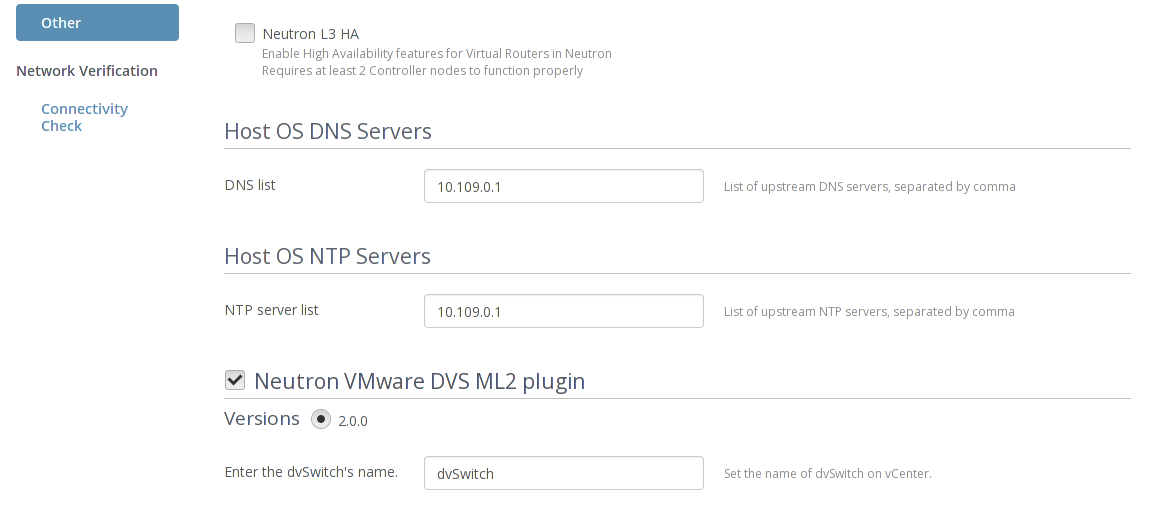 Other
Network Verification
Connectivity
Check
Neutron L3 HA
Enable High Availability features for Virtual Routers in Neutron
Requires at least 2 Controller nodes to function properly
Host OS DNS Servers
DNS list
10.109.0.1
List of upstream DNS servers, separated by comma
Host OS NTP Servers
NTP server list
10.109.0.1
List of upstream NTP servers, separated by comma
Neutron VMware DVS ML2 plugin
Versions
2.0.0
Enter the dvSwitch's name.
dvSwitch
Set the name of dvSwitch on vCenter.